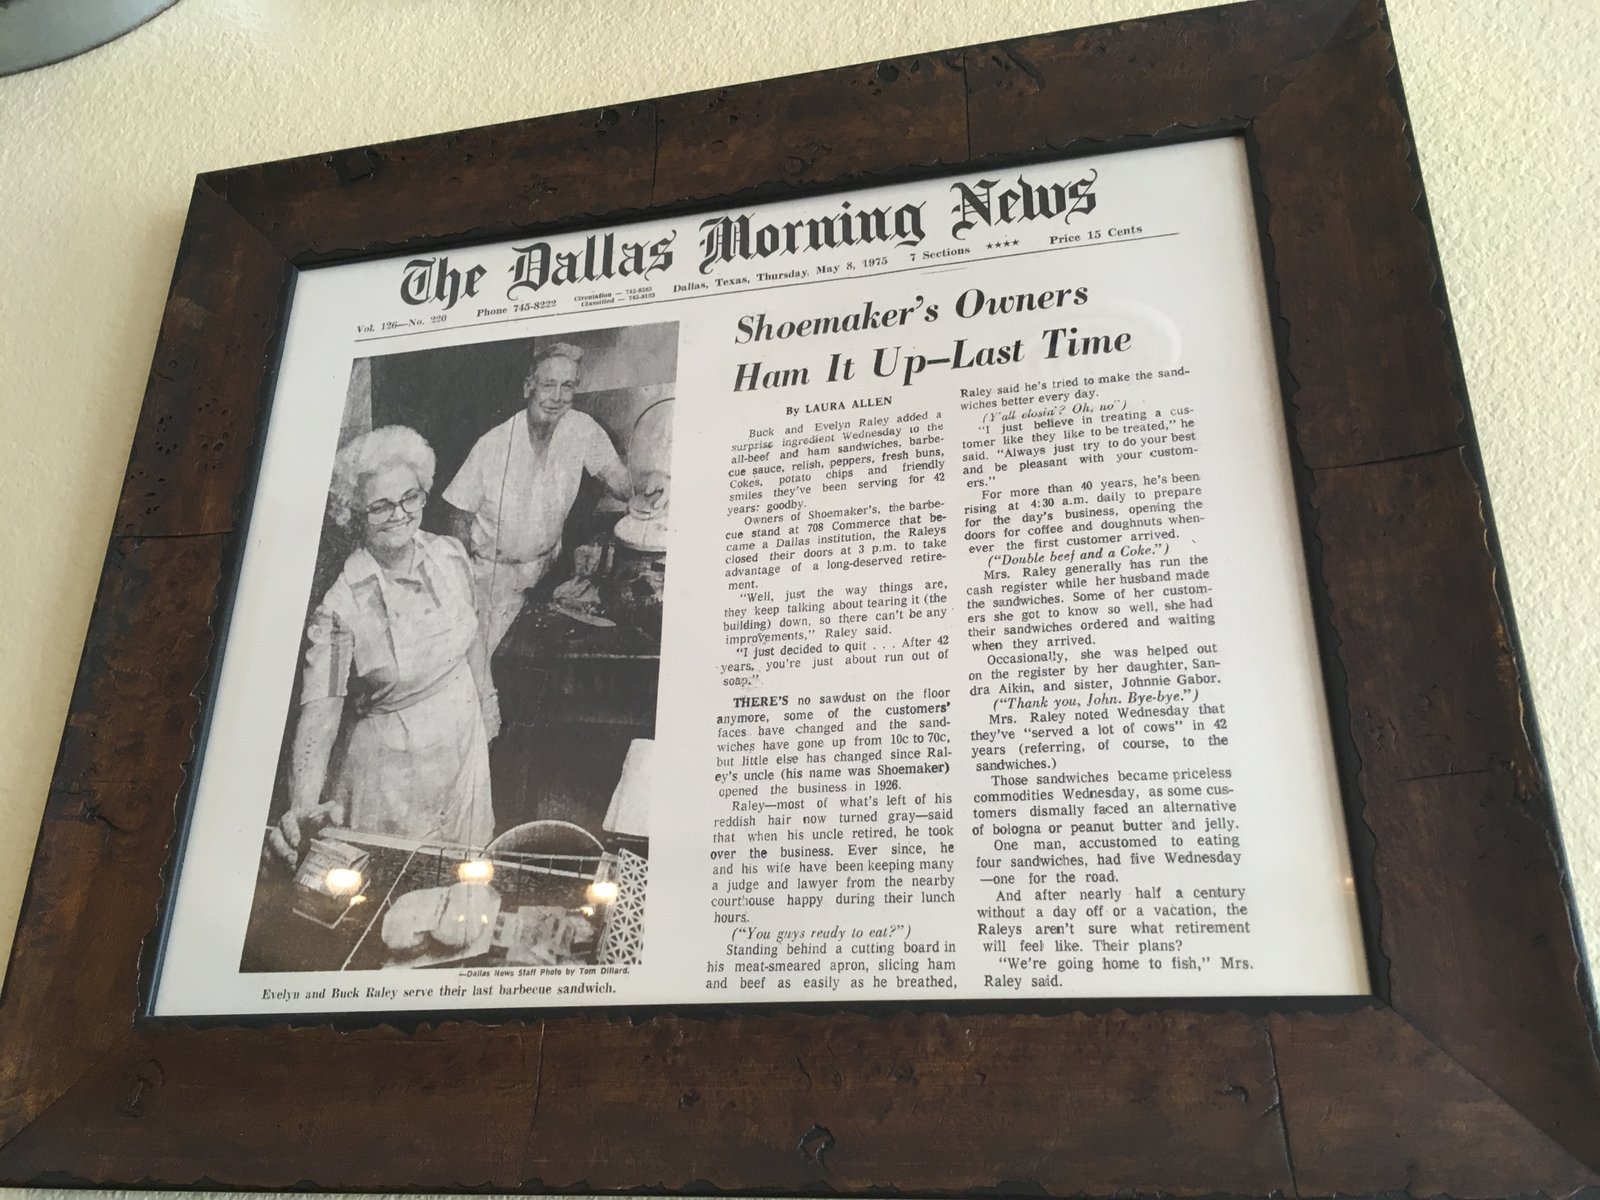 The Dallas Morning News
Vol. 126—No. 220 Phone 745-8222 Circulation — 745-8383 Dallas, Texas, Thursday, May 8, 1975 7 Sections ★★★★ Price 15 Cents
Classified — 745-8123
Shoemaker's Owners
Ham It Up—Last Time
By LAURA ALLEN
Buck and Evelyn Raley added a
surprise ingredient Wednesday to the
all-beef and ham sandwiches, barbe-
cue sauce, relish, peppers, fresh buns,
Cokes, potato chips and friendly
smiles they've been serving for 42
years: goodby.
Owners of Shoemaker's, the barbe-
cue stand at 708 Commerce that be-
came a Dallas institution, the Raleys
closed their doors at 3 p.m. to take
advantage of a long-deserved retire-
ment.
"Well, just the way things are,
they keep talking about tearing it (the
building) down, so there can't be any
improvements," Raley said.
"I just decided to quit . . . After 42
years, you're just about run out of
soap."
THERE'S no sawdust on the floor
anymore, some of the customers'
faces have changed and the sand-
wiches have gone up from 10c to 70c,
but little else has changed since Ral-
ey's uncle (his name was Shoemaker)
opened the business in 1926.
Raley—most of what's left of his
reddish hair now turned gray—said
that when his uncle retired, he took
over the business. Ever since, he
and his wife have been keeping many
a judge and lawyer from the nearby
courthouse happy during their lunch
hours.
("You guys ready to eat?")
Standing behind a cutting board in
his meat-smeared apron, slicing ham
and beef as easily as he breathed,
Raley said he's tried to make the sand-
wiches better every day.
(Y'all closin'? Oh, no")
"I just believe in treating a cus-
tomer like they like to be treated," he
said. "Always just try to do your best
and be pleasant with your custom-
ers."
For more than 40 years, he's been
rising at 4:30 a.m. daily to prepare
for the day's business, opening the
doors for coffee and doughnuts when-
ever the first customer arrived.
("Double beef and a Coke.")
Mrs. Raley generally has run the
cash register while her husband made
the sandwiches. Some of her custom-
ers she got to know so well, she had
their sandwiches ordered and waiting
when they arrived.
Occasionally, she was helped out
on the register by her daughter, San-
dra Aikin, and sister, Johnnie Gabor.
("Thank you, John. Bye-bye.")
Mrs. Raley noted Wednesday that
they've "served a lot of cows" in 42
years (referring, of course, to the
sandwiches.)
Those sandwiches became priceless
commodities Wednesday, as some cus-
tomers dismally faced an alternative
of bologna or peanut butter and jelly.
One man, accustomed to eating
four sandwiches, had five Wednesday
—one for the road.
And after nearly half a century
without a day off or a vacation, the
Raleys aren't sure what retirement
will feel like. Their plans?
"We're going home to fish," Mrs.
Raley said.
—Dallas News Staff Photo by Tom Dillard.
Evelyn and Buck Raley serve their last barbecue sandwich.